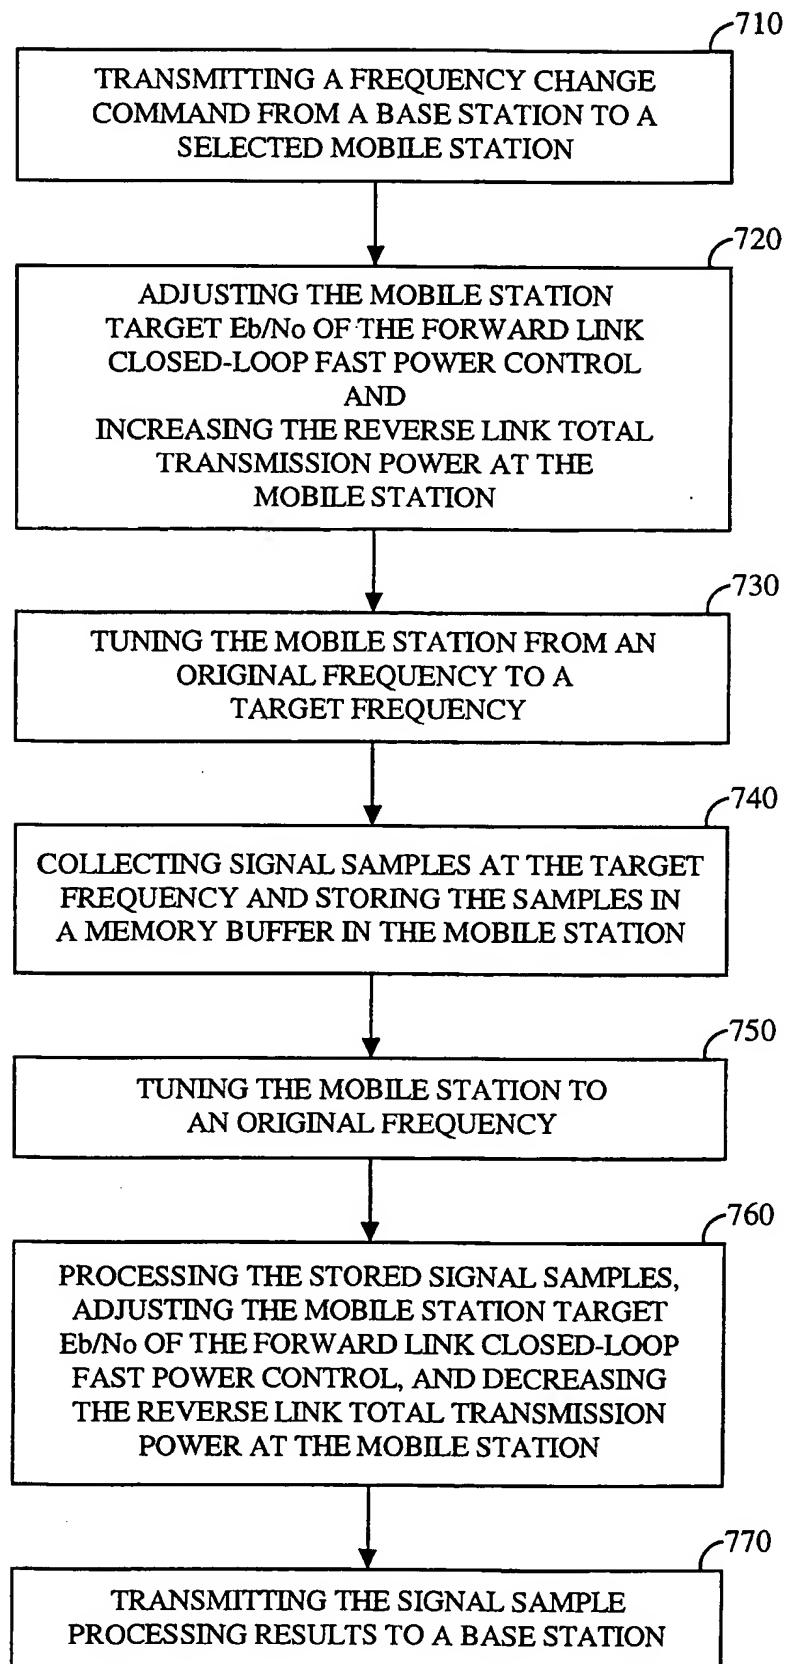 710
TRANSMITTING A FREQUENCY CHANGE
COMMAND FROM A BASE STATION TO A
SELECTED MOBILE STATION
720
ADJUSTING THE MOBILE STATION
TARGET Eb/No OF THE FORWARD LINK
CLOSED-LOOP FAST POWER CONTROL
AND
INCREASING THE REVERSE LINK TOTAL
TRANSMISSION POWER AT THE
MOBILE STATION
730
TUNING THE MOBILE STATION FROM AN
ORIGINAL FREQUENCY TO A
TARGET FREQUENCY
740
COLLECTING SIGNAL SAMPLES AT THE TARGET
FREQUENCY AND STORING THE SAMPLES IN
A MEMORY BUFFER IN THE MOBILE STATION
750
TUNING THE MOBILE STATION TO
AN ORIGINAL FREQUENCY
760
PROCESSING THE STORED SIGNAL SAMPLES,
ADJUSTING THE MOBILE STATION TARGET
Eb/No OF THE FORWARD LINK CLOSED-LOOP
FAST POWER CONTROL, AND DECREASING
THE REVERSE LINK TOTAL TRANSMISSION
POWER AT THE MOBILE STATION
770
TRANSMITTING THE SIGNAL SAMPLE
PROCESSING RESULTS TO A BASE STATION